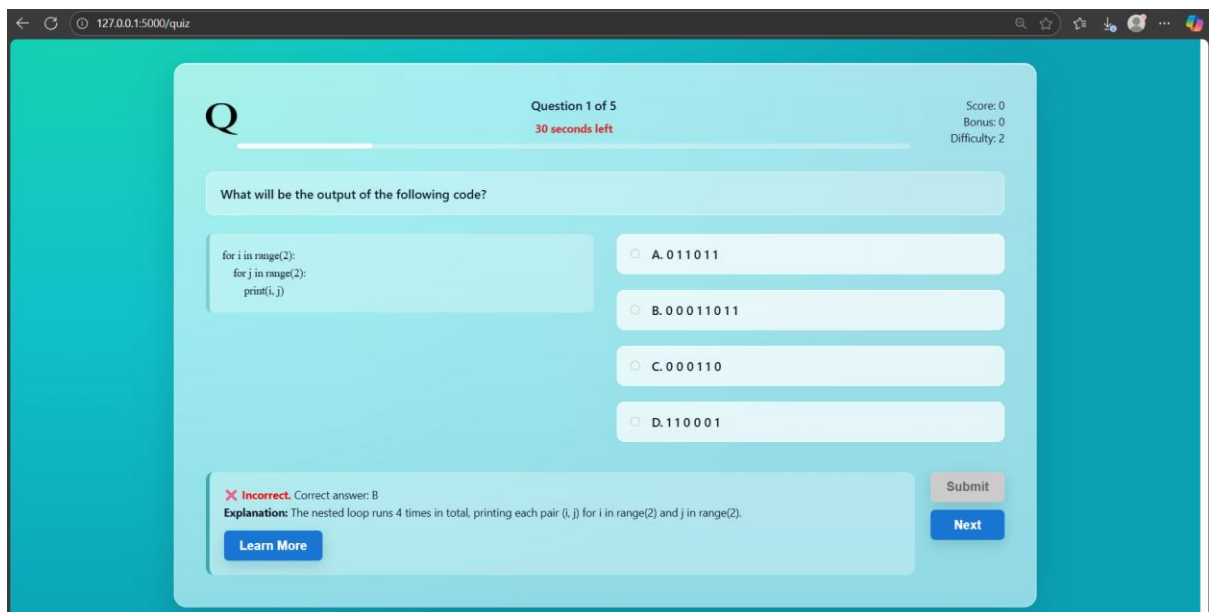 127.0.0.1:5000/quiz
Q
Question 1 of 5
30 seconds left
Score: 0
Bonus: 0
Difficulty: 2
What will be the output of the following code?
for i in range(2):
for j in range(2):
print(i, j)
A. 0 1 1 0 1 1
B. 0 0 0 1 1 0 1 1
C. 0 0 0 1 1 0
D. 1 1 0 0 0 1
❌ Incorrect. Correct answer: B
Explanation: The nested loop runs 4 times in total, printing each pair (i, j) for i in range(2) and j in range(2).
Learn More
Submit
Next